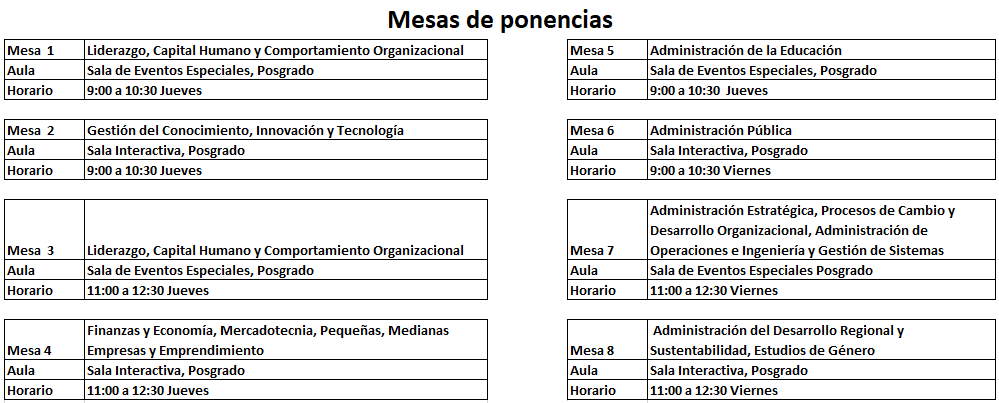 Mesas de ponencias
Mesa 1 Liderazgo, Capital Humano y Comportamiento Organizacional
Aula Sala de Eventos Especiales, Posgrado
Horario 9:00 a 10:30 Jueves
Mesa 2 Gestión del Conocimiento, Innovación y Tecnología
Aula Sala Interactiva, Posgrado
Horario 9:00 a 10:30 Jueves
Mesa 3 Liderazgo, Capital Humano y Comportamiento Organizacional
Aula Sala de Eventos Especiales, Posgrado
Horario 11:00 a 12:30 Jueves
Finanzas y Economía, Mercadotecnia, Pequeñas, Medianas
Mesa 4 Empresas y Emprendimiento
Aula Sala Interactiva, Posgrado
Horario 11:00 a 12:30 Jueves
Mesa 5 Administración de la Educación
Aula Sala de Eventos Especiales, Posgrado
Horario 9:00 a 10:30 Jueves
Mesa 6 Administración Pública
Aula Sala Interactiva, Posgrado
Horario 9:00 a 10:30 Viernes
Administración Estratégica, Procesos de Cambio y
Desarrollo Organizacional, Administración de
Mesa 7 Operaciones e Ingeniería y Gestión de Sistemas
Aula Sala de Eventos Especiales Posgrado
Horario 11:00 a 12:30 Viernes
Administración del Desarrollo Regional y
Mesa 8 Sustentabilidad, Estudios de Género
Aula Sala Interactiva, Posgrado
Horario 11:00 a 12:30 Viernes